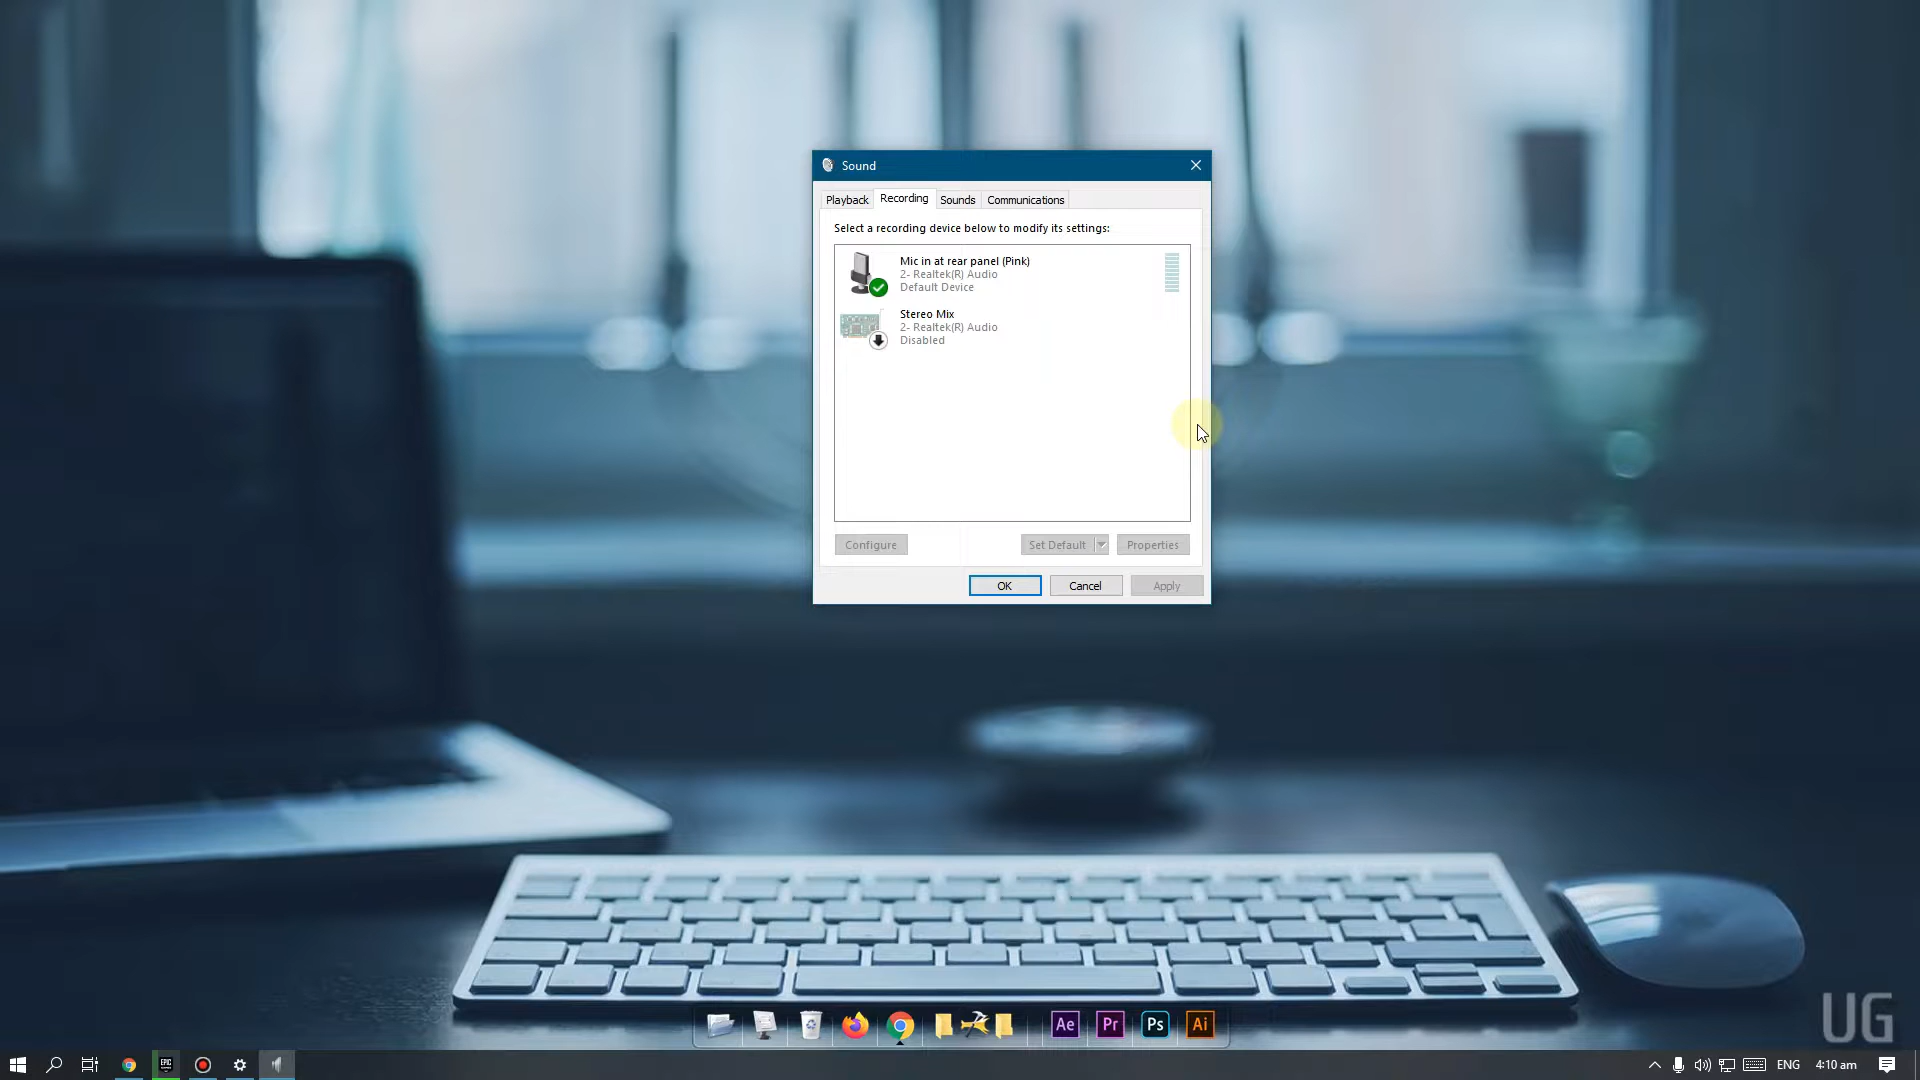 Sound
Playback
Recording
Sounds
Communications
Select a recording device below to modify its settings:
Mic in at rear panel (Pink)
2- Realtek(R) Audio
Default Device
Stereo Mix
2- Realtek(R) Audio
Disabled
Configure
Set Default
Properties
OK
Cancel
Apply
UG
Ae
Pr
Ps
Ai
EPIC
ENG
4:10 am